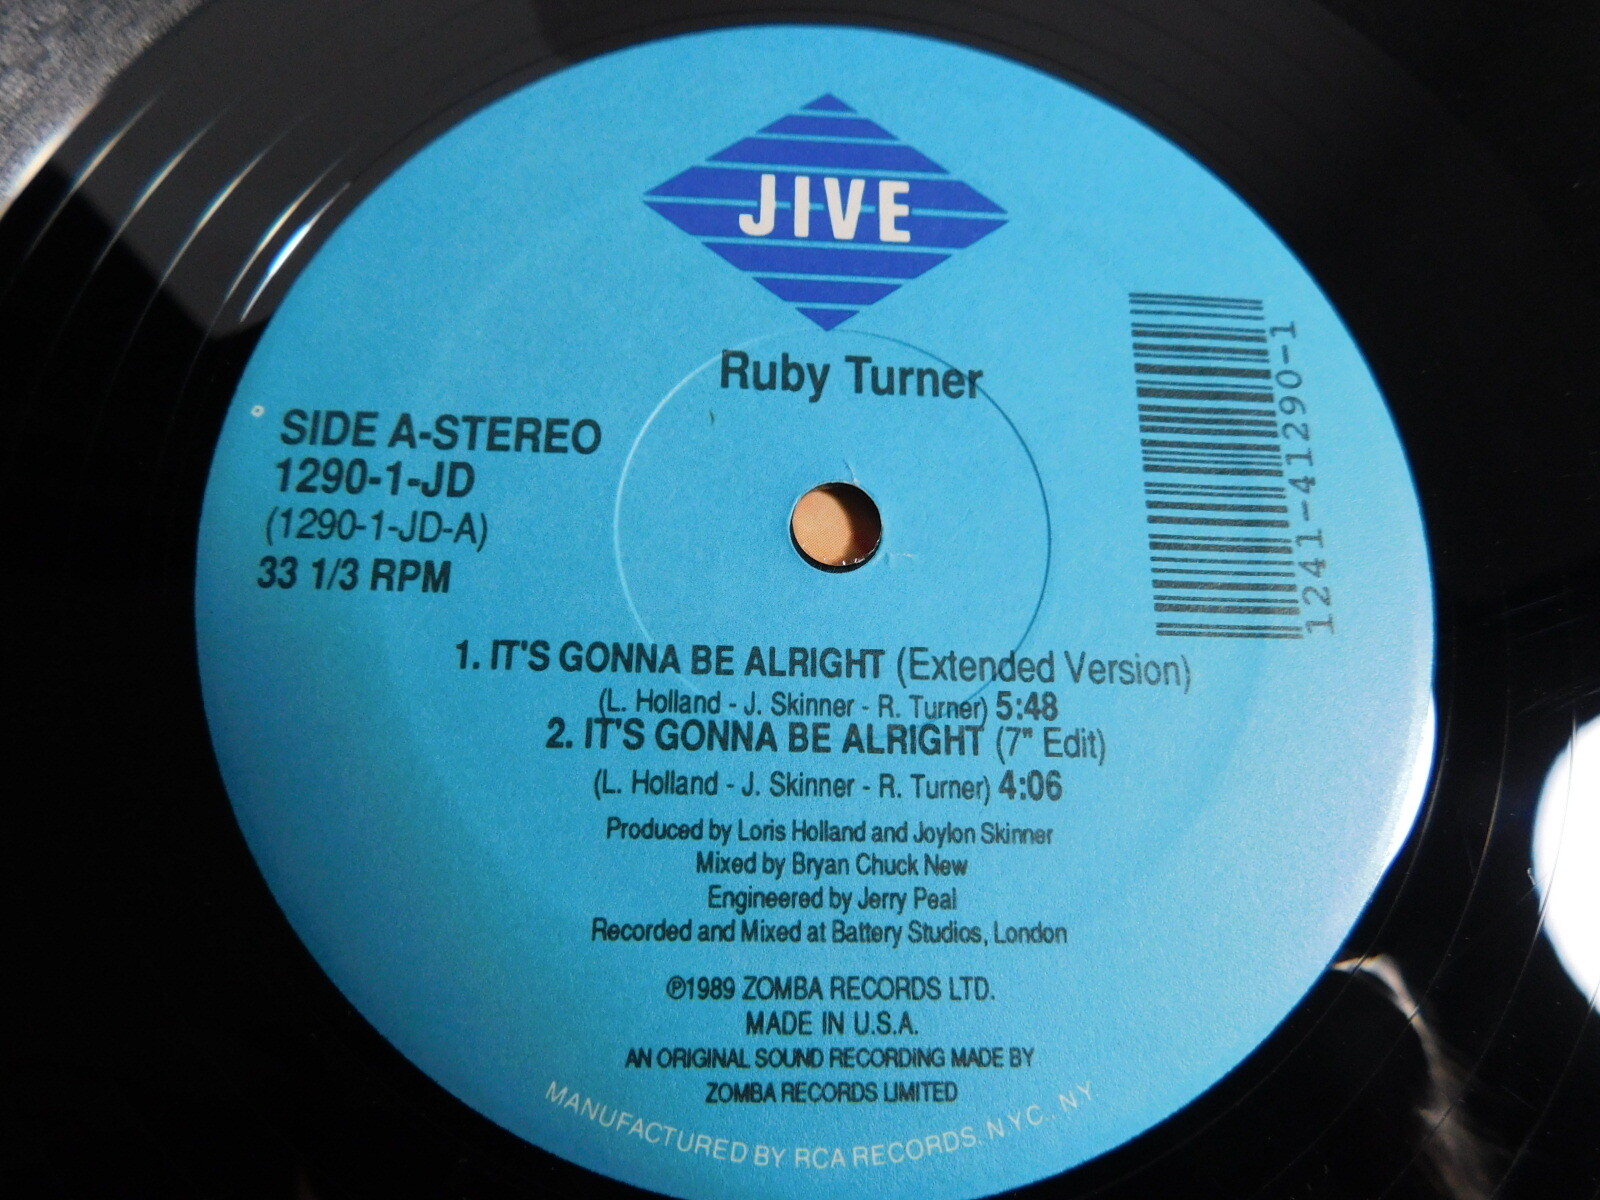 JIVE
Ruby Turner
SIDE A-STEREO
1290-1-JD
(1290-1-JD-A)
33 1/3 RPM
1241-41290-1
1. IT'S GONNA BE ALRIGHT (Extended Version)
(L. Holland - J. Skinner - R. Turner) 5:48
2. IT'S GONNA BE ALRIGHT (7" Edit)
(L. Holland - J. Skinner - R. Turner) 4:06
Produced by Loris Holland and Joylon Skinner
Mixed by Bryan Chuck New
Engineered by Jerry Peal
Recorded and Mixed at Battery Studios, London
℗1989 ZOMBA RECORDS LTD.
MADE IN U.S.A.
AN ORIGINAL SOUND RECORDING MADE BY
ZOMBA RECORDS LIMITED
MANUFACTURED BY RCA RECORDS, N.Y.C., NY